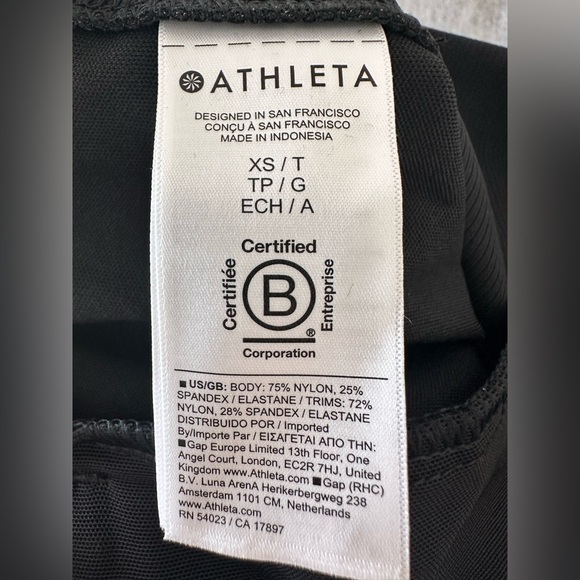 ATHLETA
DESIGNED IN SAN FRANCISCO
CONÇU À SAN FRANCISCO
MADE IN INDONESIA
XS / T
TP / G
ECH / A
Certified
Certifiée
B
Entreprise
®
Corporation
■ US/GB: BODY: 75% NYLON, 25%
SPANDEX / ELASTANE / TRIMS: 72%
NYLON, 28% SPANDEX / ELASTANE
DISTRIBUIDO POR / Imported
By/Importe Par / ΕΙΣΑΓΕΤΑΙ ΑΠΟ ΤΗΝ:
■ Gap Europe Limited 13th Floor, One
Angel Court, London, EC2R 7HJ, United
Kingdom www.Athleta.com ■ Gap (RHC)
B.V. Luna ArenA Herikerbergweg 238
Amsterdam 1101 CM, Netherlands
www.Athleta.com
RN 54023 / CA 17897